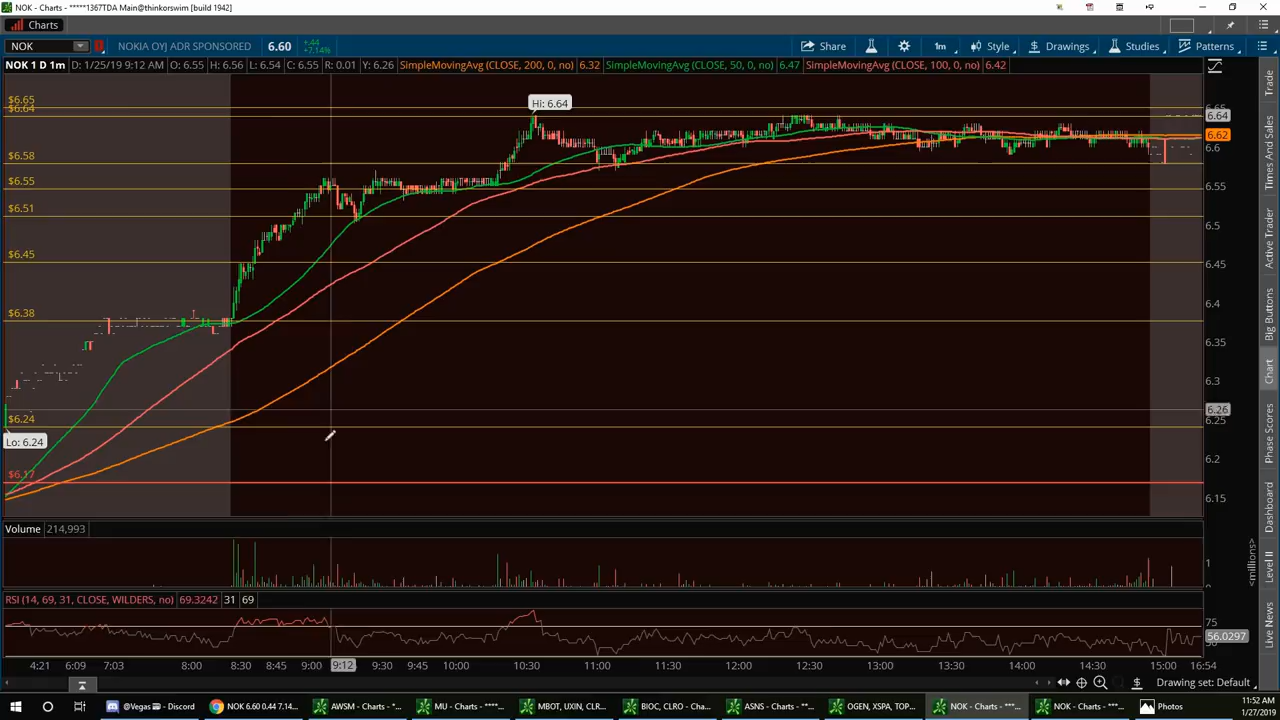 NOK - Charts - *****1367TDA Main@thinkorswim [build 1942]
Charts
NOK NOKIA OYJ ADR SPONSORED 6.60 +.44 +7.14% Share 1m Style Drawings Studies Patterns
NOK 1 D 1m D: 1/25/19 9:12 AM O: 6.55 H: 6.56 L: 6.54 C: 6.55 R: 0.01 Y: 6.26 SimpleMovingAvg (CLOSE, 200, 0, no) 6.32 SimpleMovingAvg (CLOSE, 50, 0, no) 6.47 SimpleMovingAvg (CLOSE, 100, 0, no) 6.42
$6.65
$6.64
$6.58
$6.55
$6.51
$6.45
$6.38
$6.24
$6.17
Hi: 6.64
Lo: 6.24
6.65
6.64
6.62
6.6
6.55
6.5
6.45
6.4
6.35
6.3
6.26
6.25
6.2
6.15
Volume 214,993
1
<millions>
RSI (14, 69, 31, CLOSE, WILDERS, no) 69.3242 31 69
75
56.0297
4:21 6:09 7:03 8:00 8:30 8:45 9:00 9:12 9:30 9:45 10:00 10:30 11:00 11:30 12:00 12:30 13:00 13:30 14:00 14:30 15:00 16:54
Drawing set: Default
Trade
Times And Sales
Active Trader
Big Buttons
Chart
Phase Scores
Dashboard
Level II
Live News
@Vegas - Discord NOK 6.60 0.44 7.14... AWSM - Charts - *... MU - Charts - ****... MBOT, UXIN, CLR... BIOC, CLRO - Cha... ASNS - Charts - **... OGEN, XSPA, TOP... NOK - Charts - ***... NOK - Charts - ***... Photos
11:52 AM
1/27/2019